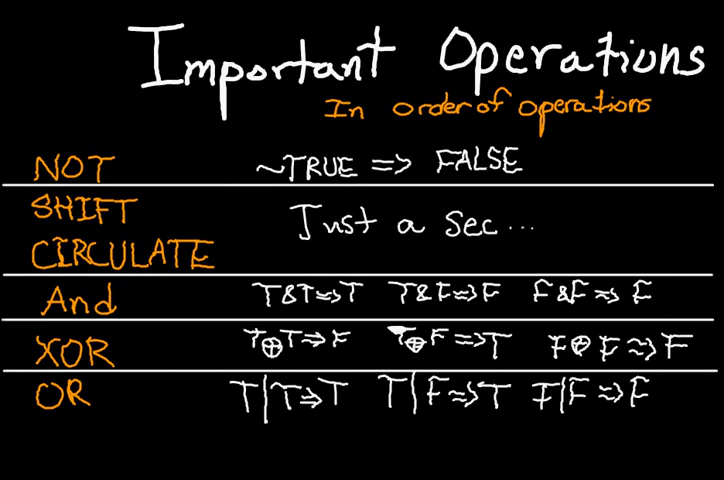 Important Operations
In order of operations
NOT ~TRUE => FALSE
SHIFT
CIRCULATE Just a sec...
And T&T=>T T&F=>F F&F=>F
XOR T⊕T=>F T⊕F=>T F⊕F=>F
OR T|T=>T T|F=>T F|F=>F